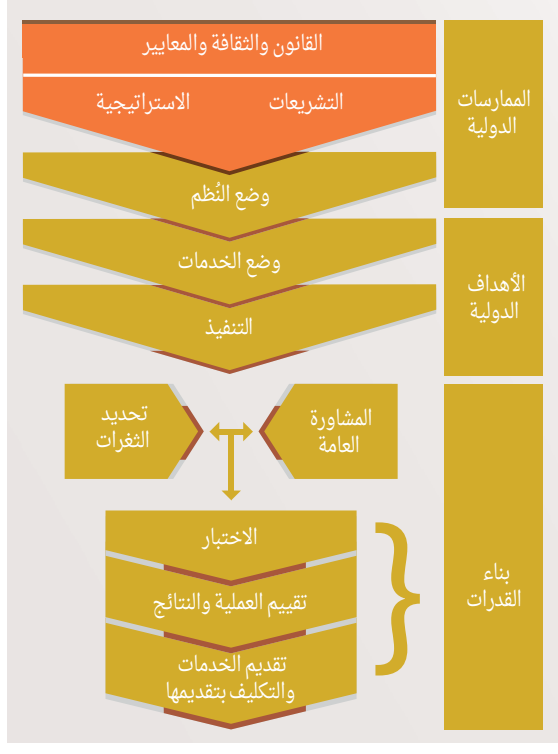 القانون والثقافة والمعايير
التشريعات
الاستراتيجية
الممارسات
الدولية
وضع النُظم
وضع الخدمات
التنفيذ
الأهداف
الدولية
المشاورة
العامة
تحديد
الثغرات
بناء
القدرات
الاختبار
تقييم العملية والنتائج
تقديم الخدمات
والتكليف بتقديمها